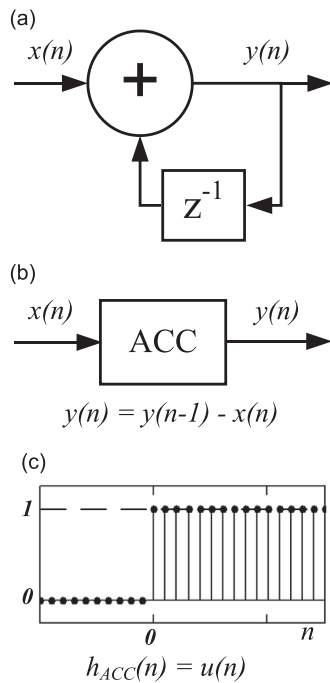 (a)
x(n) + y(n)
z-1
(b)
x(n) ACC y(n)
y(n) = y(n-1) - x(n)
(c)
1
0
0 n
hACC(n) = u(n)